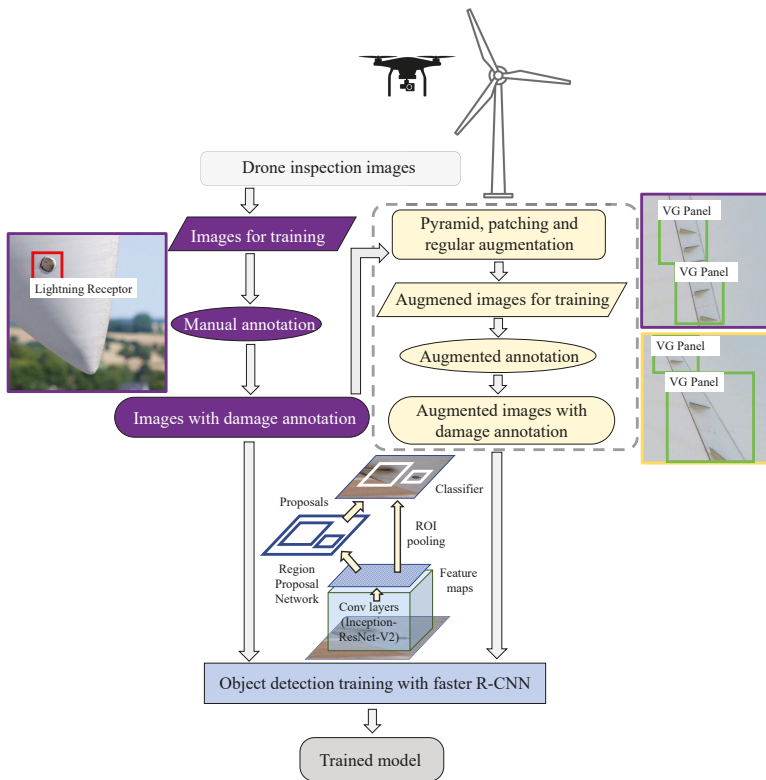 Drone inspection images
Images for training
Manual annotation
Images with damage annotation
Lightning Receptor
Pyramid, patching and
regular augmentation
Augmened images for training
Augmented annotation
Augmented images with
damage annotation
VG Panel
VG Panel
VG Panel
VG Panel
Proposals
Classifier
ROI
pooling
Region
Proposal
Network
Feature
maps
Conv layers
(Inception-
ResNet-V2)
Object detection training with faster R-CNN
Trained model